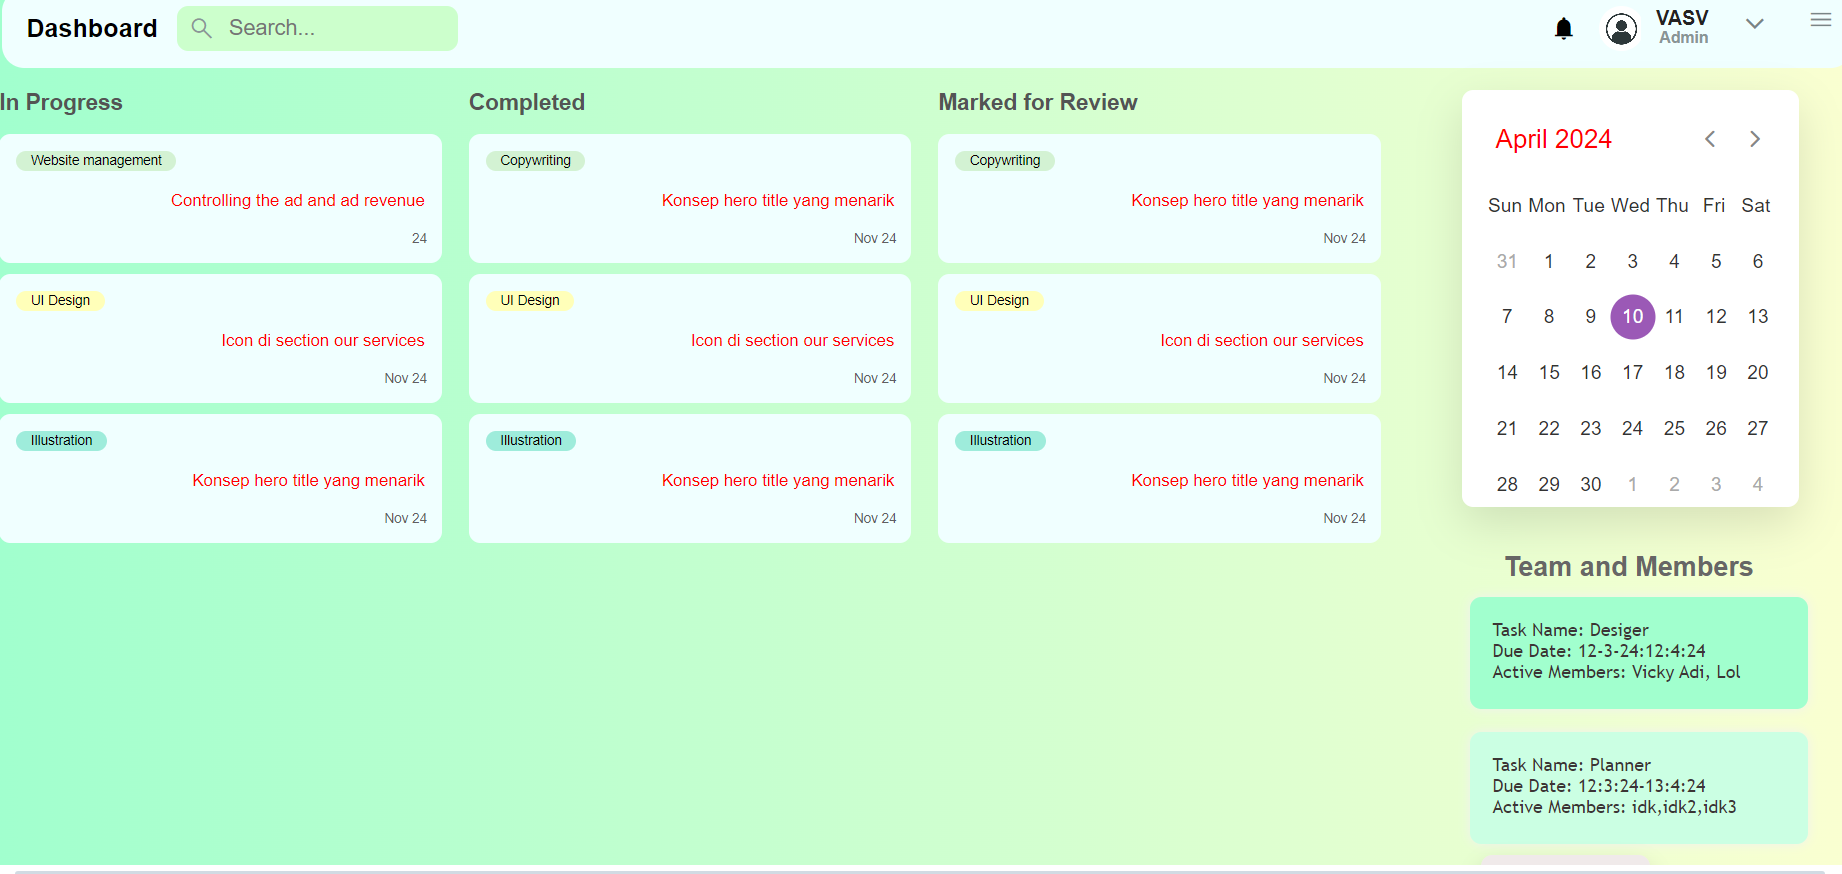 Dashboard
Search...
VASV
Admin
In Progress
Website management
Controlling the ad and ad revenue
24
UI Design
Icon di section our services
Nov 24
Illustration
Konsep hero title yang menarik
Nov 24
Completed
Copywriting
Konsep hero title yang menarik
Nov 24
UI Design
Icon di section our services
Nov 24
Illustration
Konsep hero title yang menarik
Nov 24
Marked for Review
Copywriting
Konsep hero title yang menarik
Nov 24
UI Design
Icon di section our services
Nov 24
Illustration
Konsep hero title yang menarik
Nov 24
April 2024
Sun Mon Tue Wed Thu Fri Sat
31 1 2 3 4 5 6
7 8 9 10 11 12 13
14 15 16 17 18 19 20
21 22 23 24 25 26 27
28 29 30 1 2 3 4
Team and Members
Task Name: Desiger
Due Date: 12-3-24:12:4:24
Active Members: Vicky Adi, Lol
Task Name: Planner
Due Date: 12:3:24-13:4:24
Active Members: idk,idk2,idk3